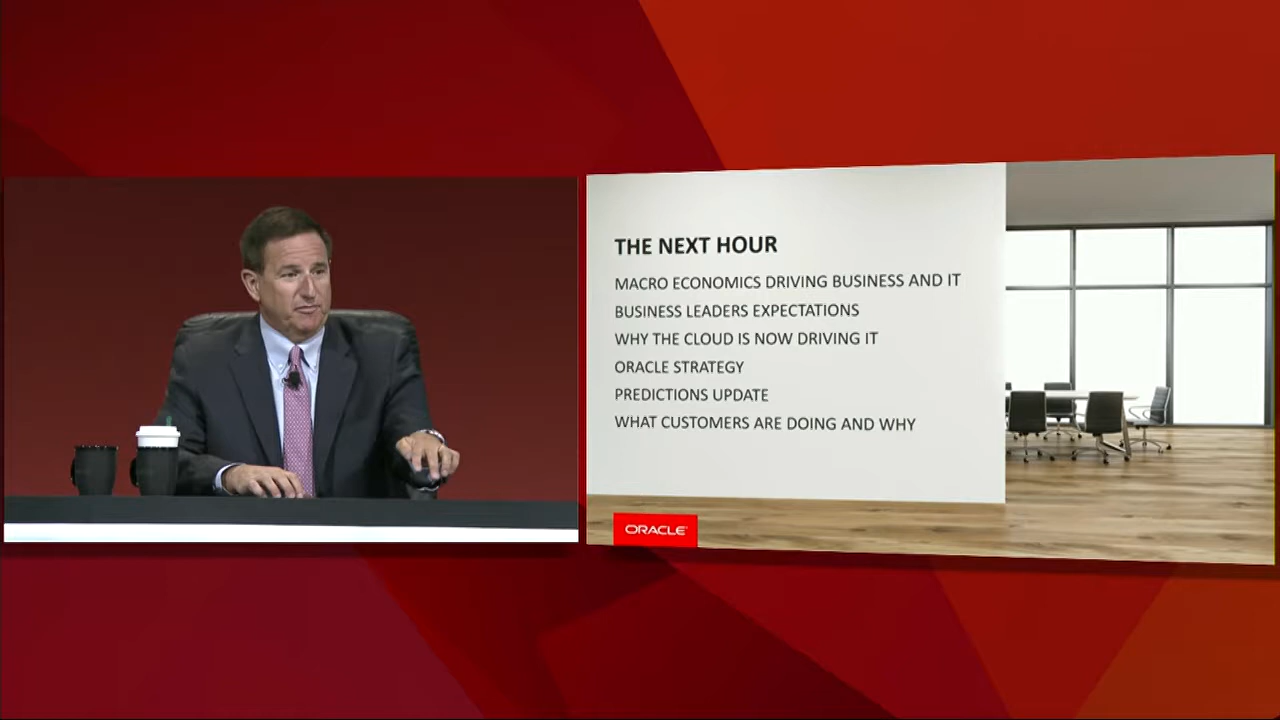 THE NEXT HOUR
MACRO ECONOMICS DRIVING BUSINESS AND IT
BUSINESS LEADERS EXPECTATIONS
WHY THE CLOUD IS NOW DRIVING IT
ORACLE STRATEGY
PREDICTIONS UPDATE
WHAT CUSTOMERS ARE DOING AND WHY
ORACLE